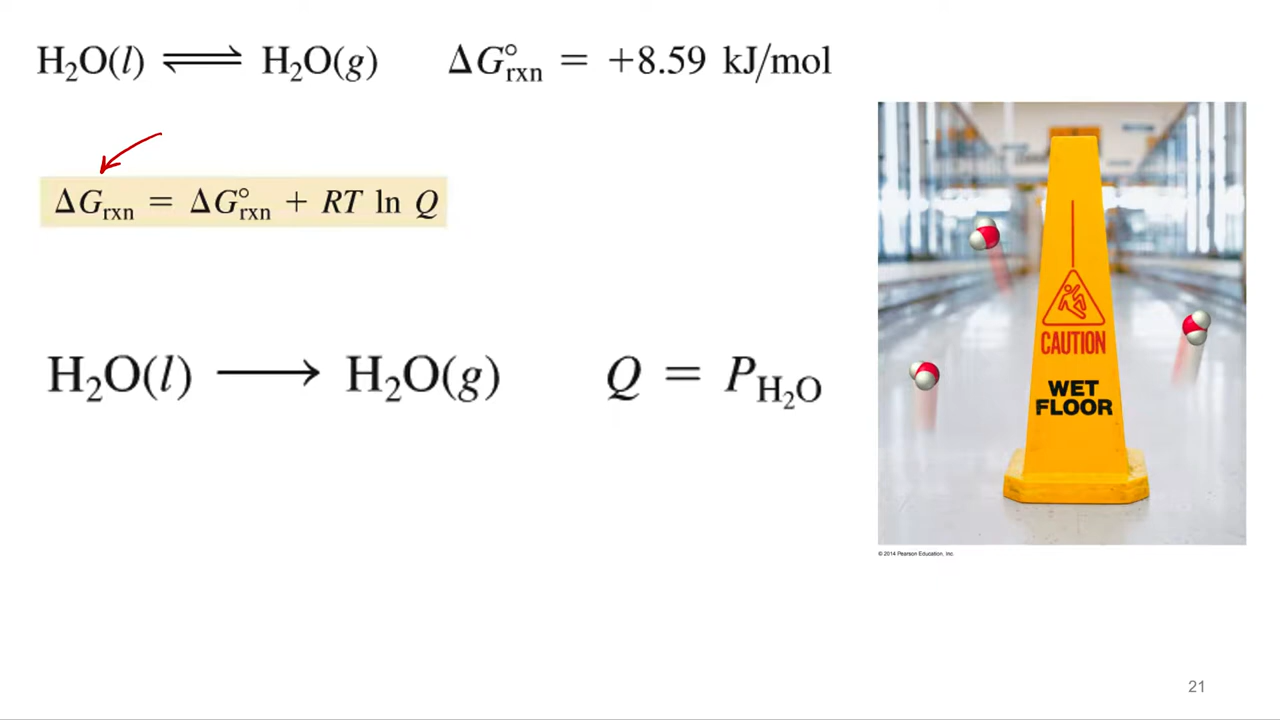 H₂O(l) ⇌ H₂O(g) ΔG°rxn = +8.59 kJ/mol
ΔGrxn = ΔG°rxn + RT ln Q
H₂O(l) ⟶ H₂O(g) Q = P_H₂O
CAUTION
WET
FLOOR
© 2014 Pearson Education, Inc.
21